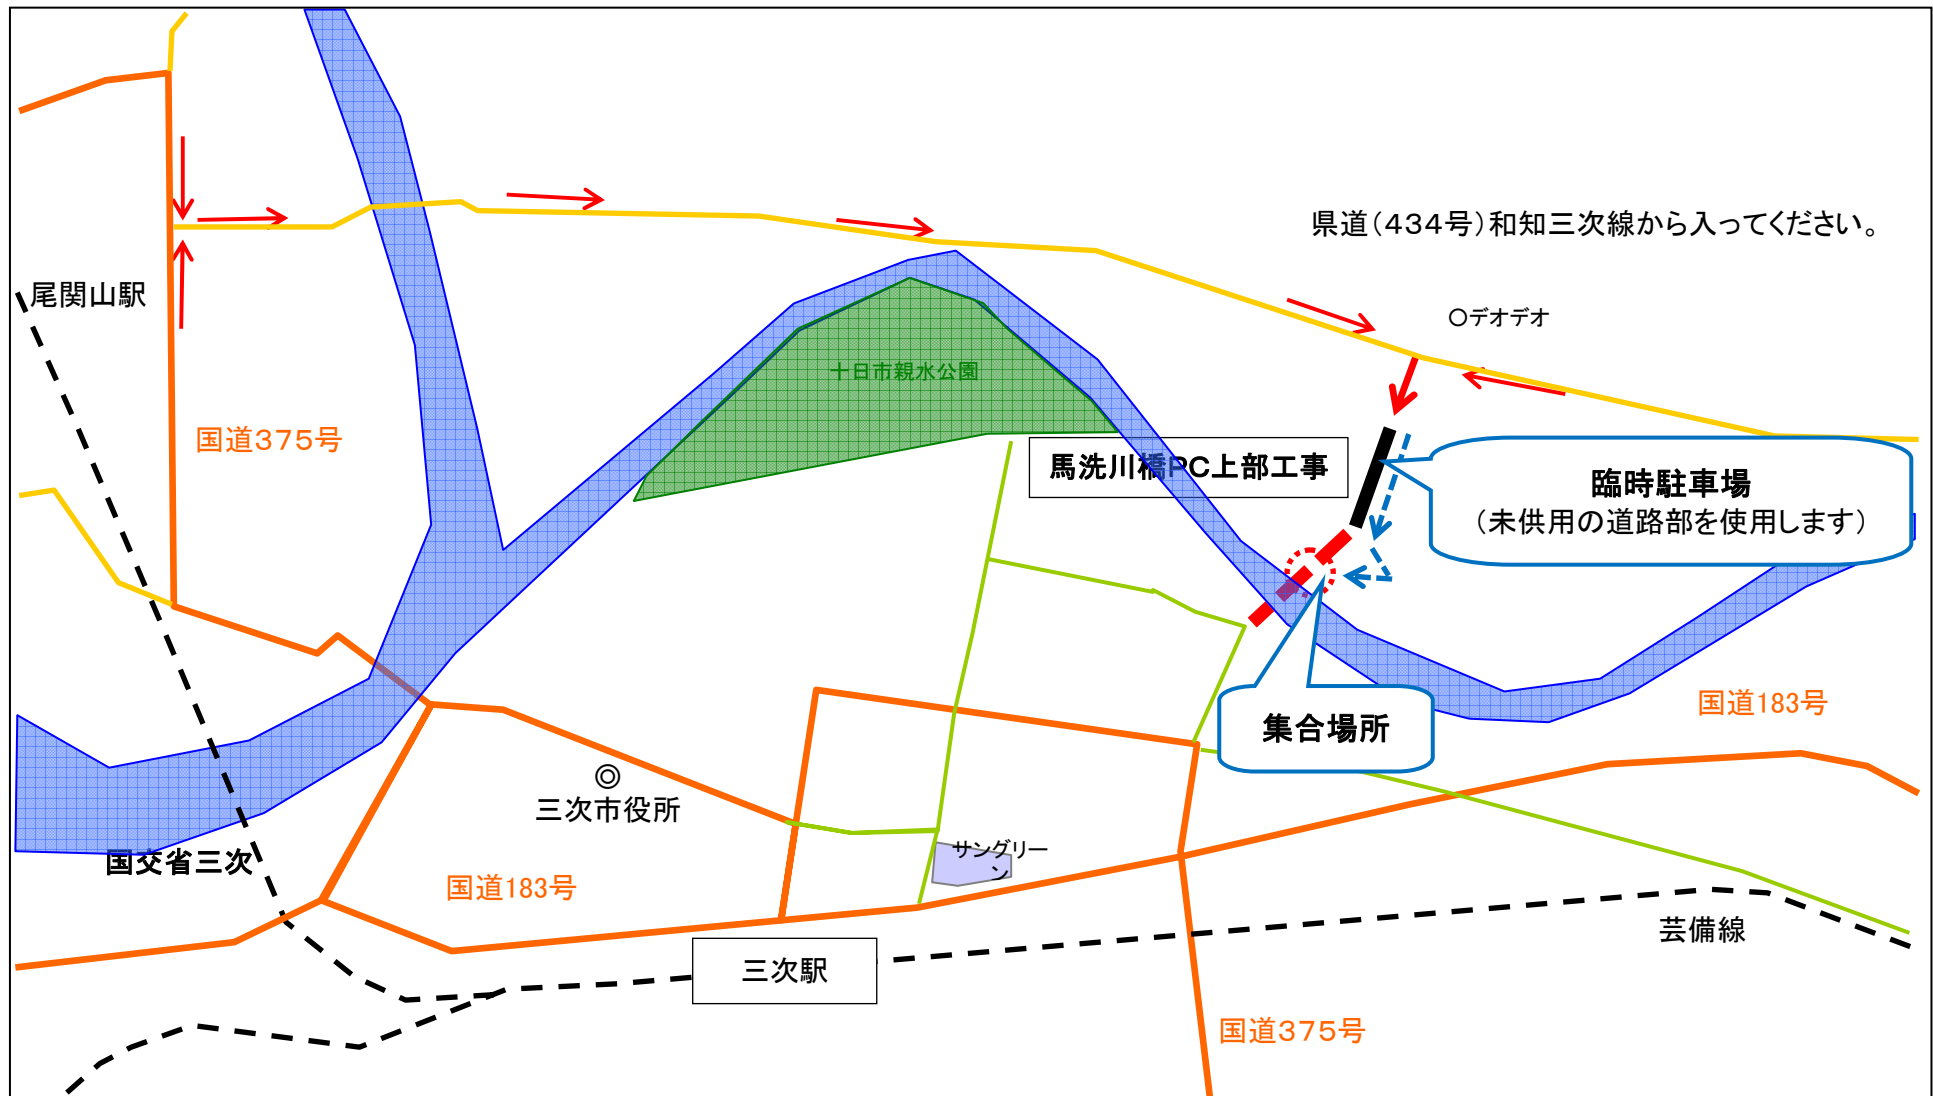 県道（434号）和知三次線から入ってください。
尾関山駅
○デオデオ
十日市親水公園
国道375号
馬洗川橋PC上部工事
臨時駐車場
（未供用の道路部を使用します）
国道183号
集合場所
◎
三次市役所
サングリー
ン
国交省三次
国道183号
芸備線
三次駅
国道375号